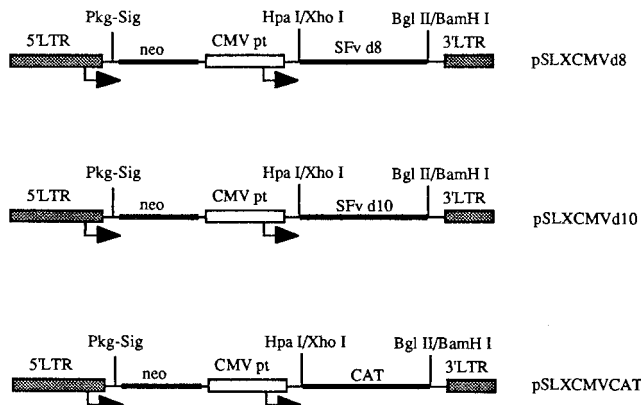 Pkg-Sig Hpa I/Xho I Bgl II/BamH I
5'LTR neo CMV pt SFv d8 3'LTR pSLXCMVd8
Pkg-Sig Hpa I/Xho I Bgl II/BamH I
5'LTR neo CMV pt SFv d10 3'LTR pSLXCMVd10
Pkg-Sig Hpa I/Xho I Bgl II/BamH I
5'LTR neo CMV pt CAT 3'LTR pSLXCMVCAT